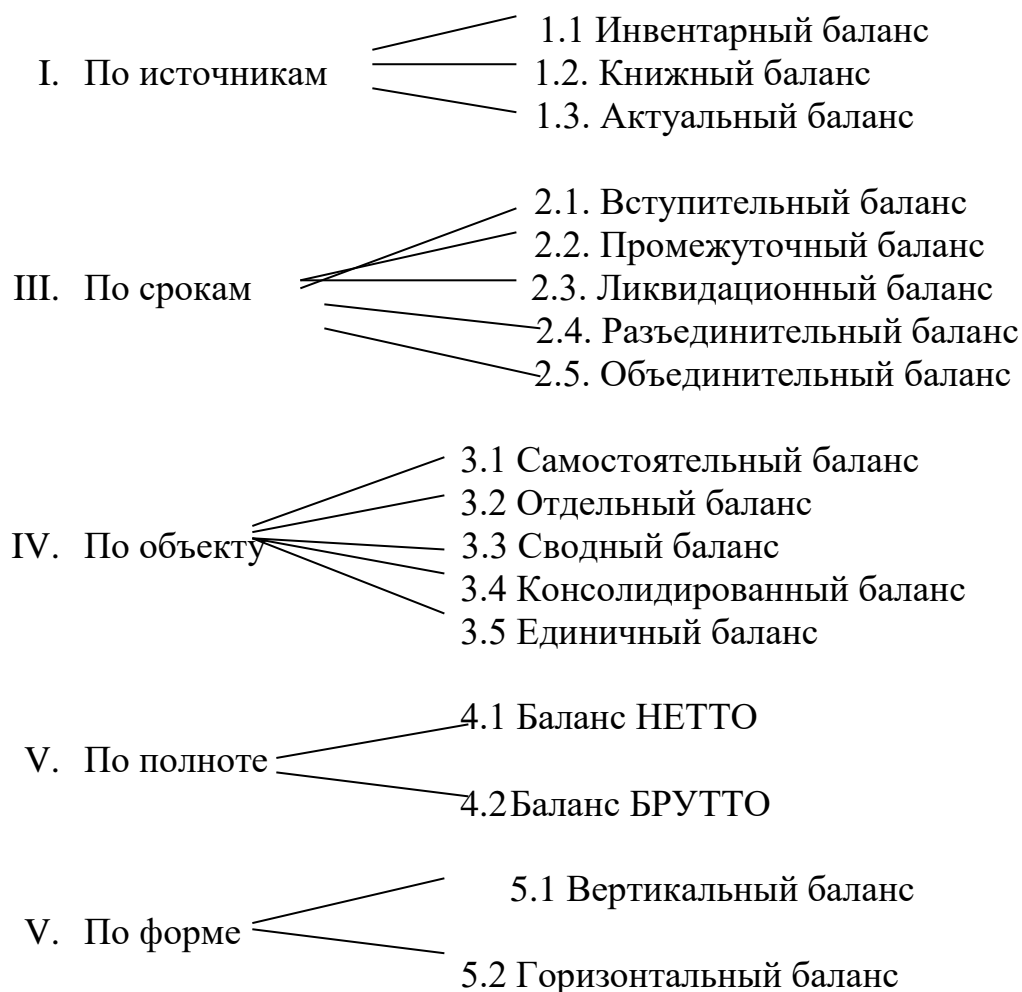 1.1 Инвентарный баланс
I. По источникам 1.2. Книжный баланс
1.3. Актуальный баланс
2.1. Вступительный баланс
2.2. Промежуточный баланс
III. По срокам 2.3. Ликвидационный баланс
2.4. Разъединительный баланс
2.5. Объединительный баланс
3.1 Самостоятельный баланс
3.2 Отдельный баланс
IV. По объекту 3.3 Сводный баланс
3.4 Консолидированный баланс
3.5 Единичный баланс
4.1 Баланс НЕТТО
V. По полноте
4.2 Баланс БРУТТО
5.1 Вертикальный баланс
V. По форме
5.2 Горизонтальный баланс